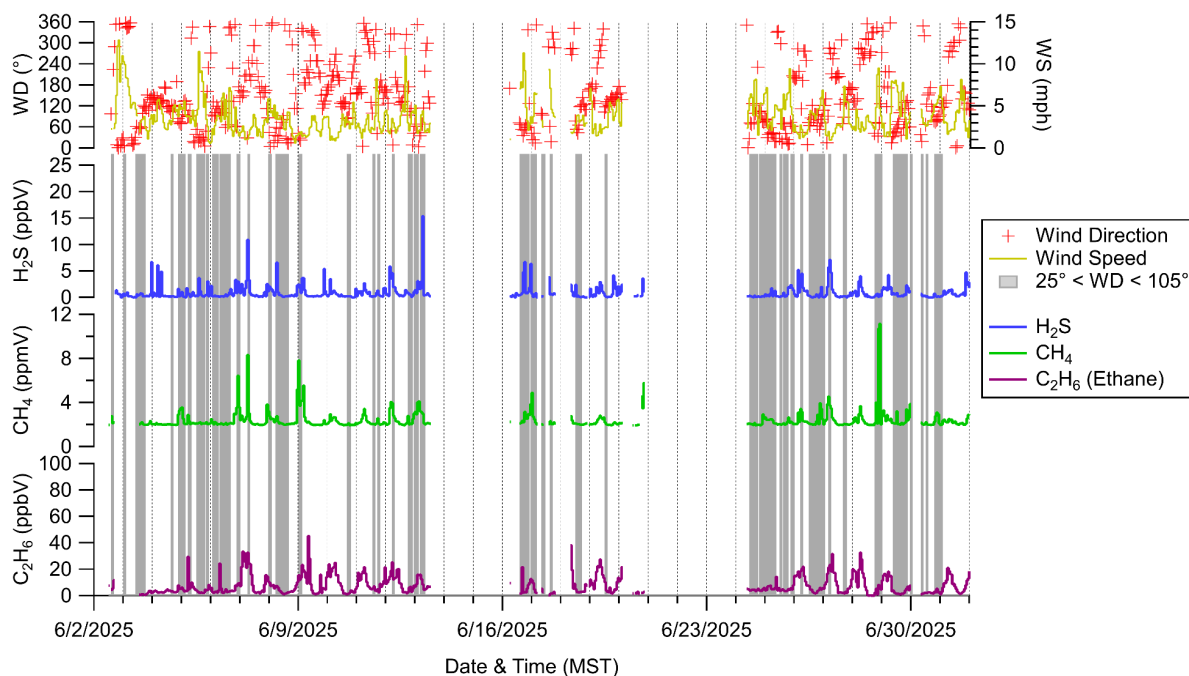 360
300
240
180
120
60
0
WD (°)
15
10
5
0
WS (mph)
25
20
15
10
5
0
H₂S (ppbV)
12
8
4
0
CH₄ (ppmV)
100
80
60
40
20
0
C₂H₆ (ppbV)
6/2/2025 6/9/2025 6/16/2025 6/23/2025 6/30/2025
Date & Time (MST)
Wind Direction
Wind Speed
25° < WD < 105°
H₂S
CH₄
C₂H₆ (Ethane)